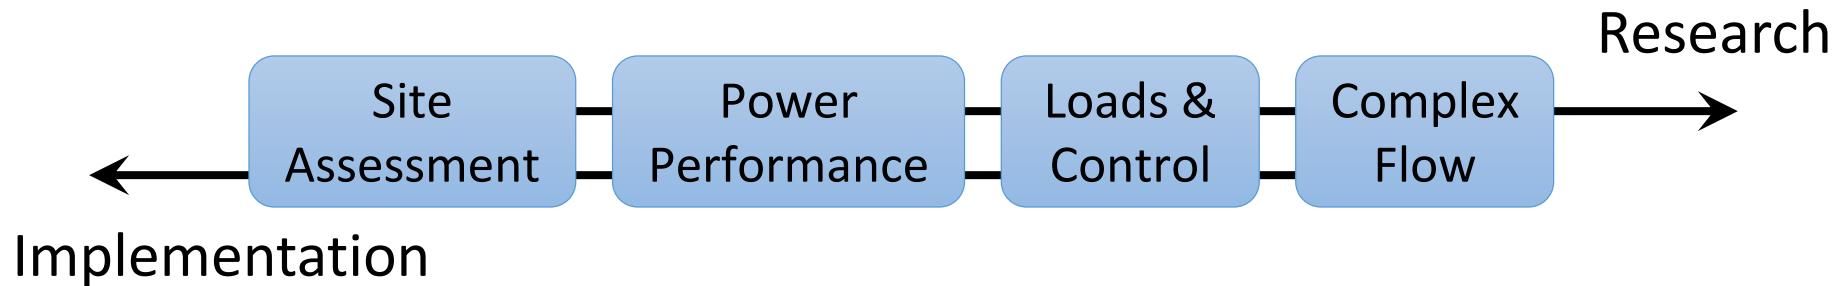 Research
Site
Assessment
Power
Performance
Loads &
Control
Complex
Flow
Implementation